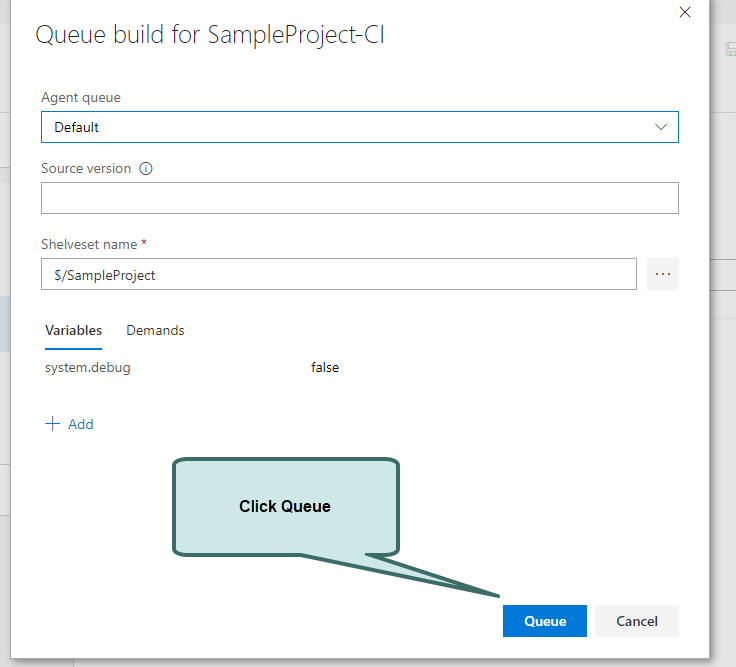 Queue build for SampleProject-CI
Agent queue
Default
Source version
Shelveset name *
$/SampleProject
...
Variables Demands
system.debug false
+ Add
Click Queue
Queue Cancel